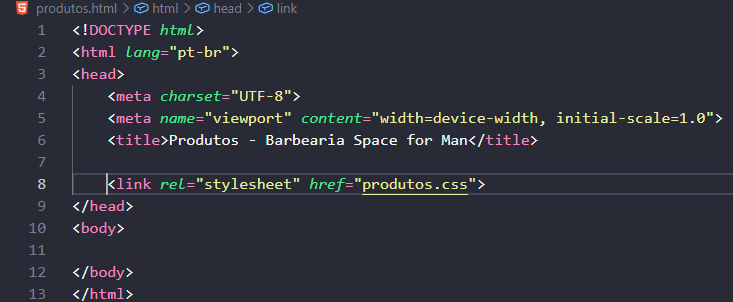 produtos.html > html > head > link
1 <!DOCTYPE html>
2 <html lang="pt-br">
3 <head>
4 <meta charset="UTF-8">
5 <meta name="viewport" content="width=device-width, initial-scale=1.0">
6 <title>Produtos - Barbearia Space for Man</title>
7
8 <link rel="stylesheet" href="produtos.css">
9 </head>
10 <body>
11
12 </body>
13 </html>